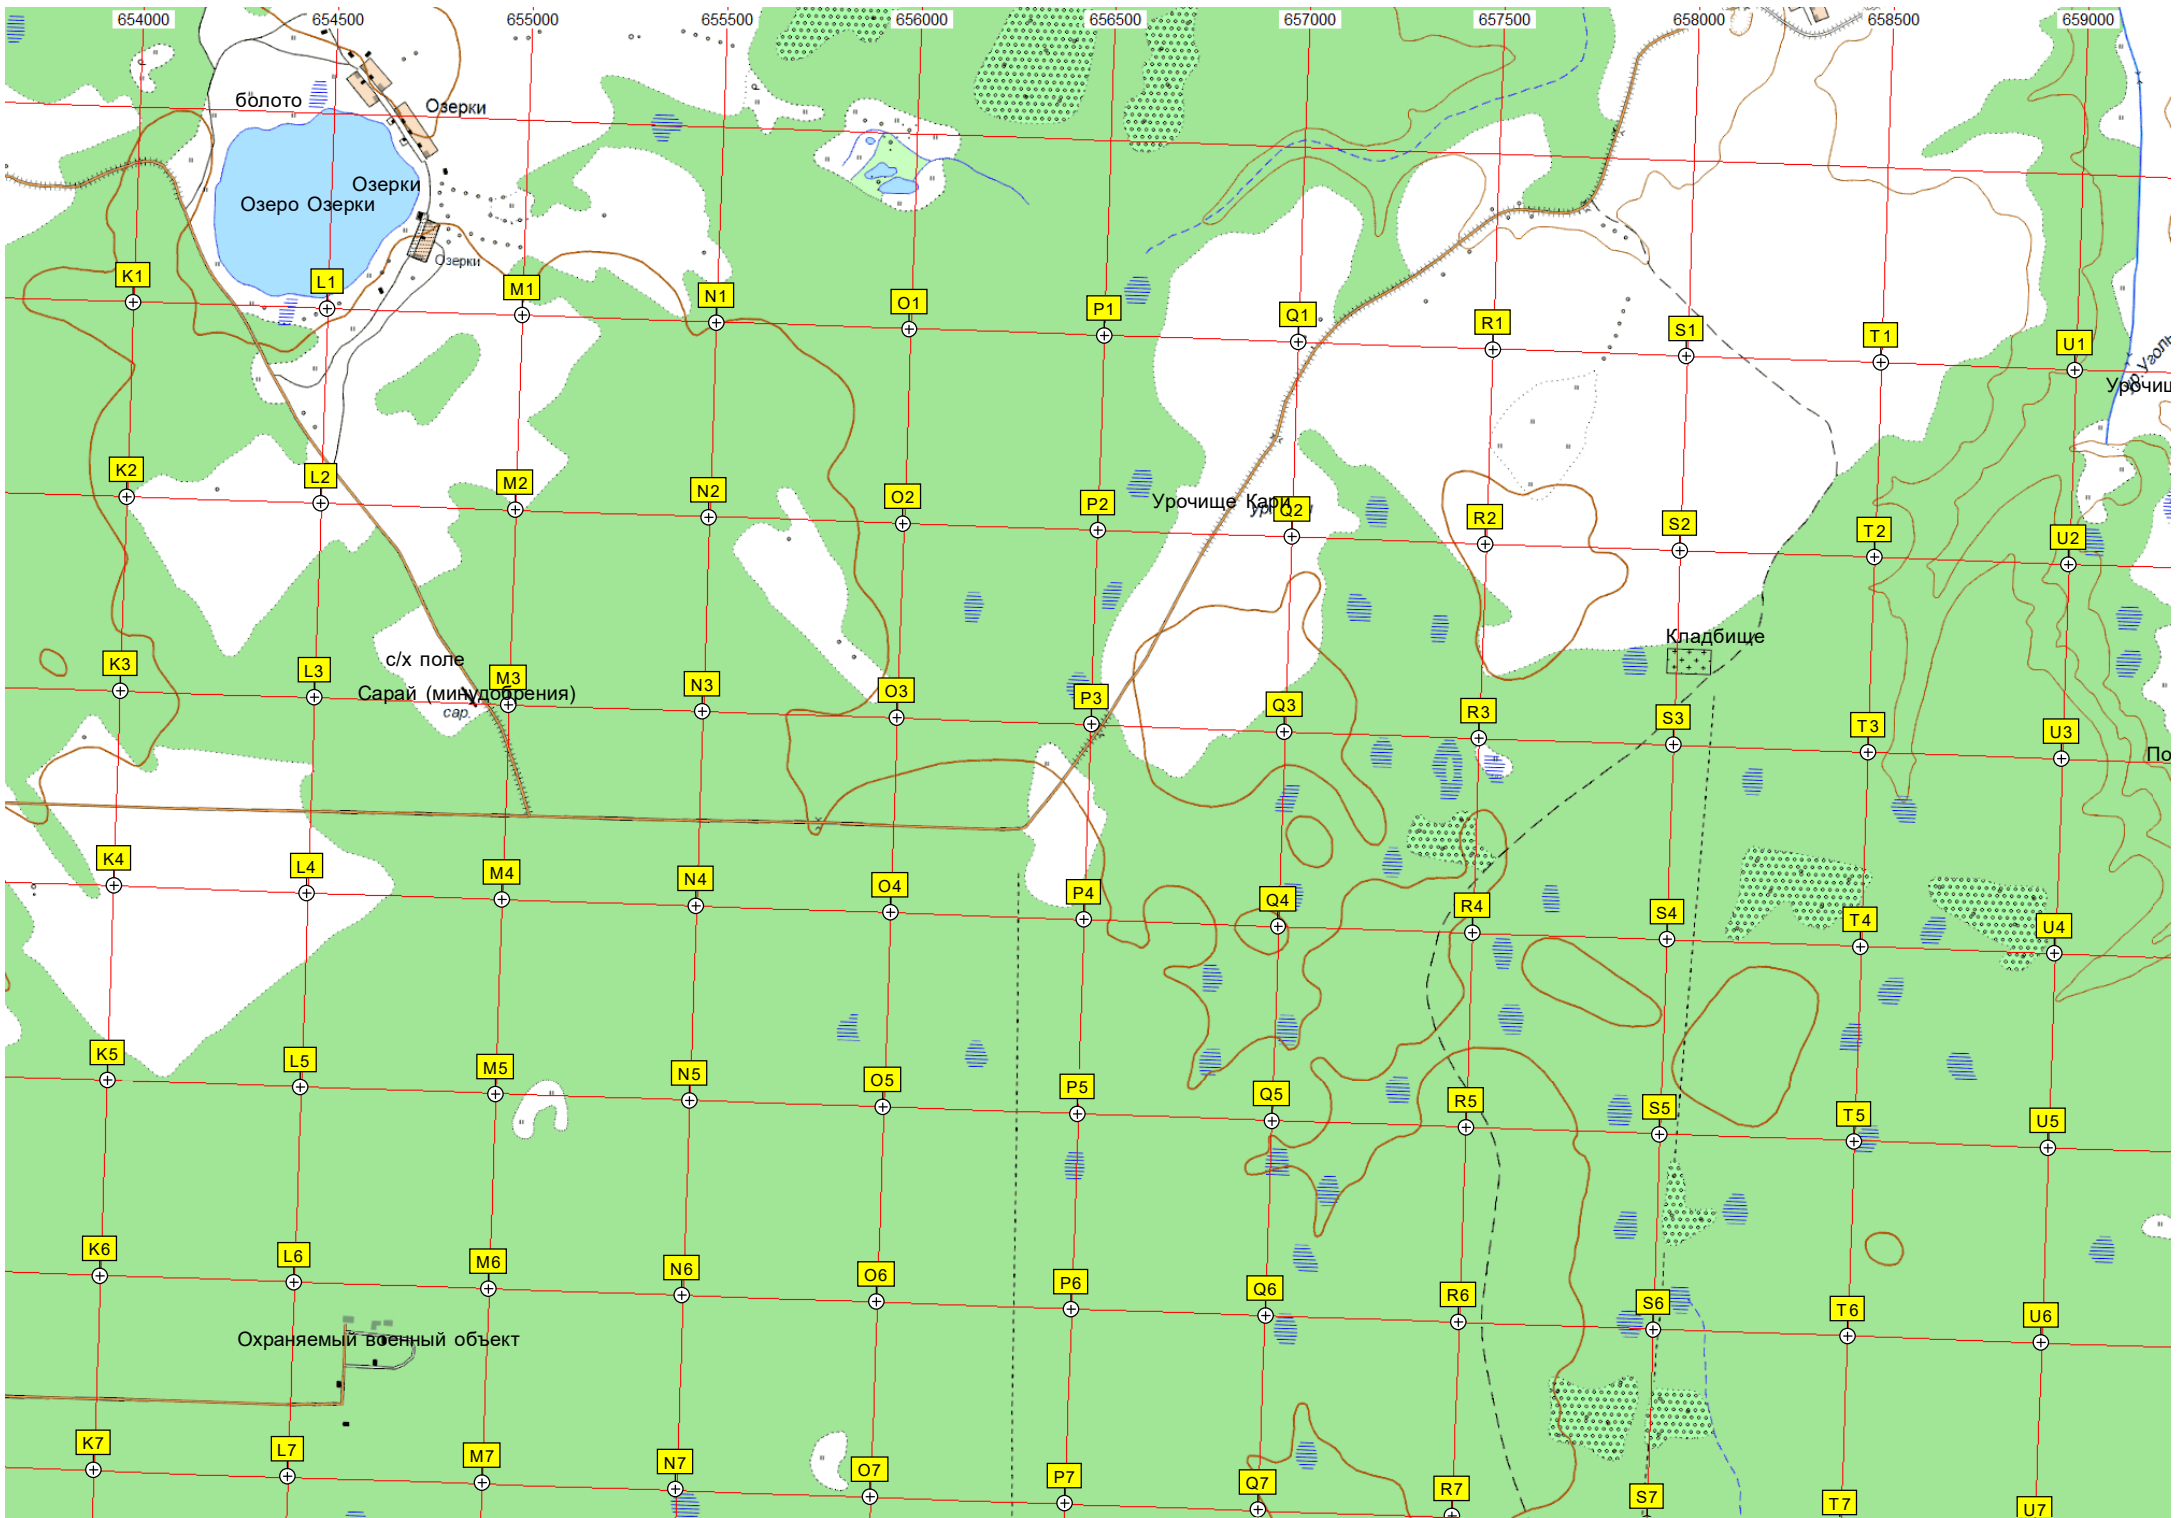 654000 654500 655000 655500 656000 656500 657000 657500 658000 658500 659000
болото
Озерки
Озерки
Озеро Озерки
Озерки
K1 L1 M1 N1 O1 P1 Q1 R1 S1 T1 U1
Урочищ
K2 L2 M2 N2 O2 P2 Q2 R2 S2 T2 U2
Урочище Кари
Кладбище
с/х поле
K3 L3 M3 N3 O3 P3 Q3 R3 S3 T3 U3
Сарай (минудобрения)
сар.
По
K4 L4 M4 N4 O4 P4 Q4 R4 S4 T4 U4
K5 L5 M5 N5 O5 P5 Q5 R5 S5 T5 U5
K6 L6 M6 N6 O6 P6 Q6 R6 S6 T6 U6
Охраняемый военный объект
K7 L7 M7 N7 O7 P7 Q7 R7 S7 T7 U7